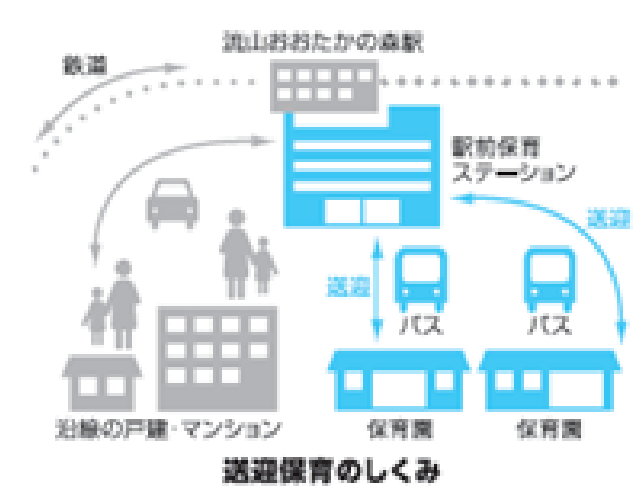 流山おおたかの森駅
鉄道
駅前保育
ステーション
送迎
送迎
バス
バス
沿線の戸建・マンション
保育園
保育園
送迎保育のしくみ